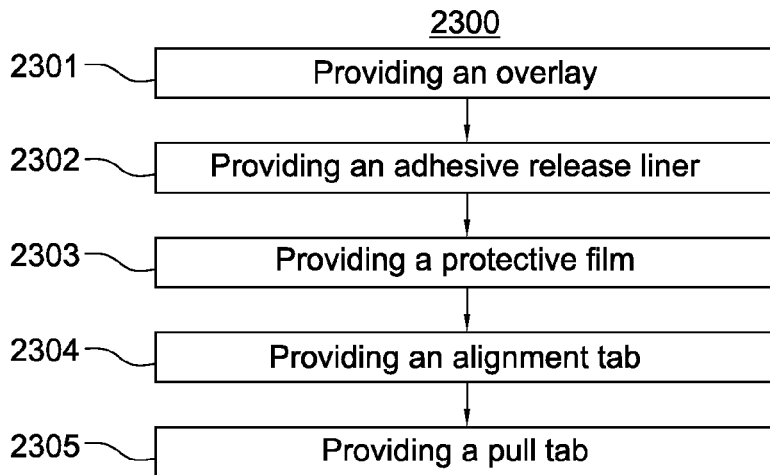 2300
2301 Providing an overlay
2302 Providing an adhesive release liner
2303 Providing a protective film
2304 Providing an alignment tab
2305 Providing a pull tab